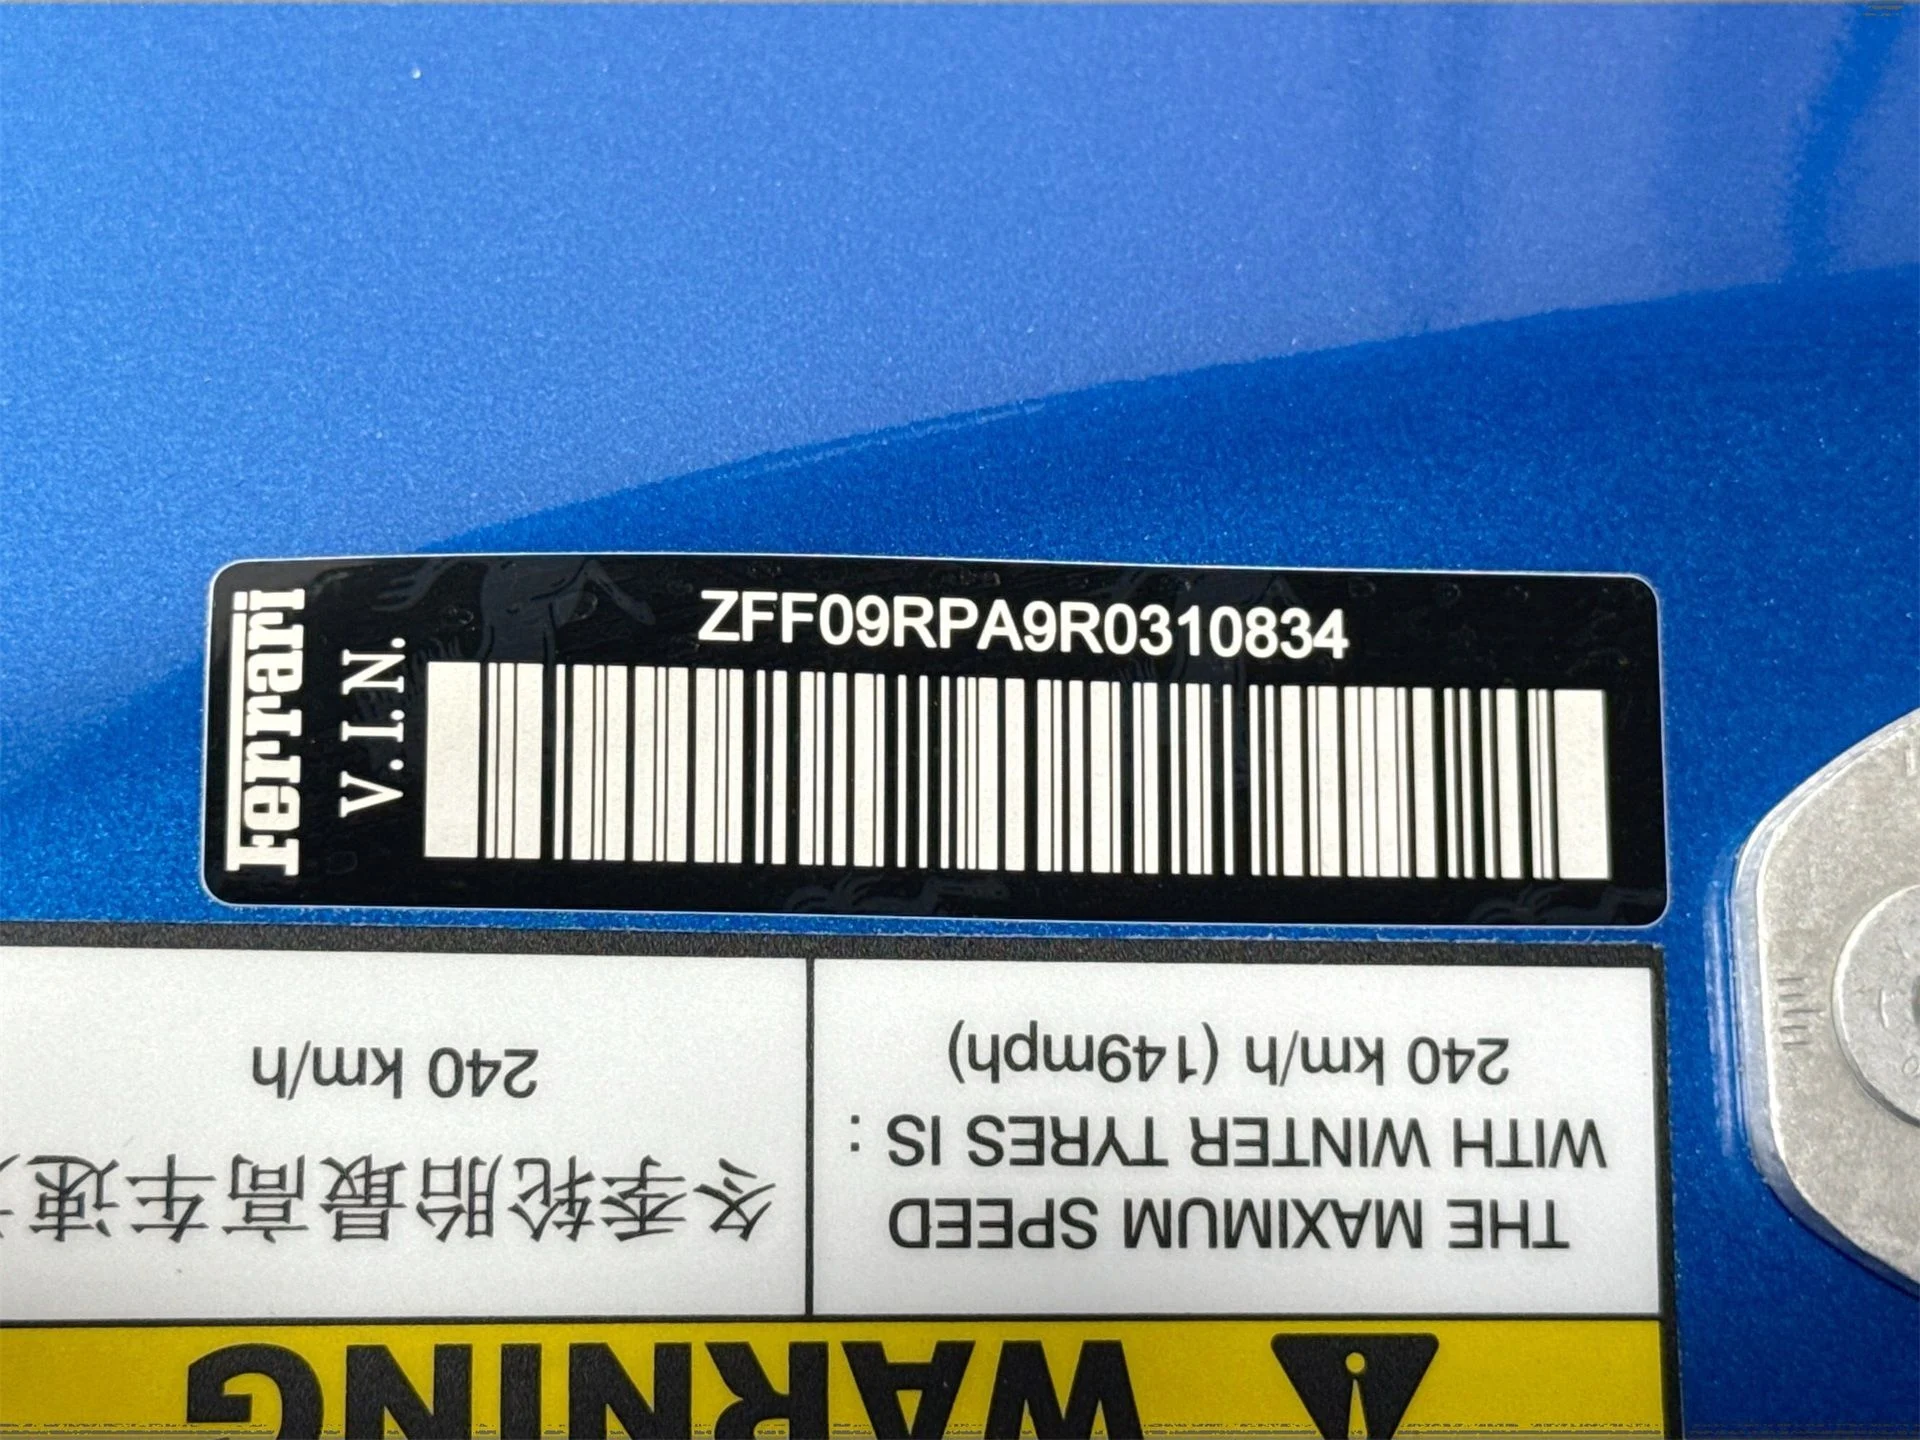 Ferrari
V.I.N.
ZFF09RPA9R0310834
WARNING
THE MAXIMUM SPEED
WITH WINTER TYRES IS :
240 km/h (149mph)
冬季轮胎最高车速
240 km/h